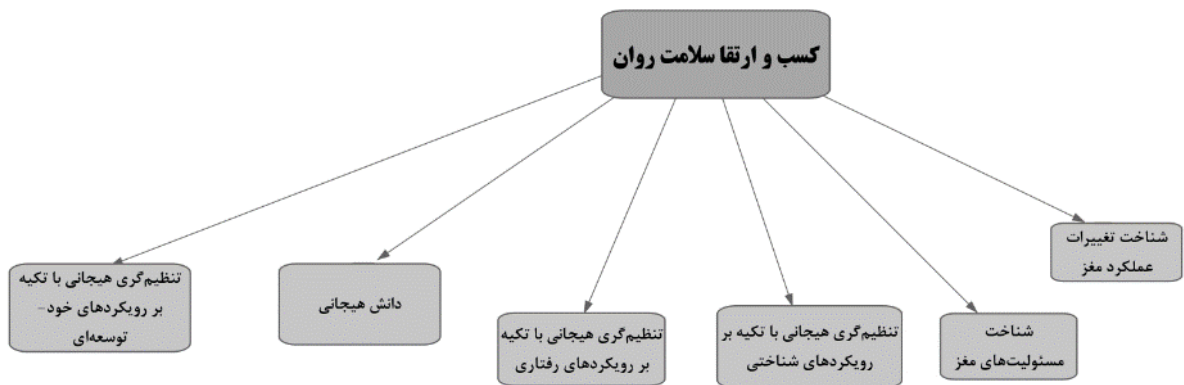 کسب و ارتقا سلامت روان
شناخت تغییرات
عملکرد مغز
شناخت
مسئولیت‌های مغز
تنظیم‌گری هیجانی با تکیه بر
رویکردهای شناختی
تنظیم‌گری هیجانی با تکیه
بر رویکردهای رفتاری
دانش هیجانی
تنظیم‌گری هیجانی با تکیه
بر رویکردهای خود-
توسعه‌ای